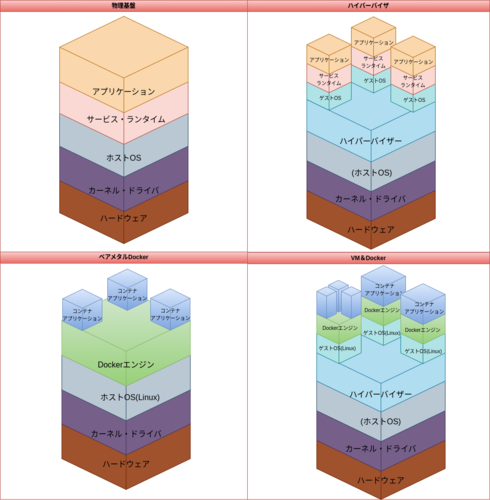 物理基盤
アプリケーション
サービス・ランタイム
ホストOS
カーネル・ドライバ
ハードウェア
ハイパーバイザ
アプリケーション
アプリケーション
アプリケーション
サービス
ランタイム
サービス
ランタイム
サービス
ランタイム
ゲストOS
ゲストOS
ゲストOS
ハイパーバイザー
(ホストOS)
カーネル・ドライバ
ハードウェア
ベアメタルDocker
コンテナ
アプリケーション
コンテナ
アプリケーション
コンテナ
アプリケーション
Dockerエンジン
ホストOS(Linux)
カーネル・ドライバ
ハードウェア
VM＆Docker
コンテナ
アプリケーション
コンテナ
アプリケーション
Dockerエンジン
Dockerエンジン
Dockerエンジン
ゲストOS(Linux)
ゲストOS(Linux)
ゲストOS(Linux)
ハイパーバイザー
(ホストOS)
カーネル・ドライバ
ハードウェア